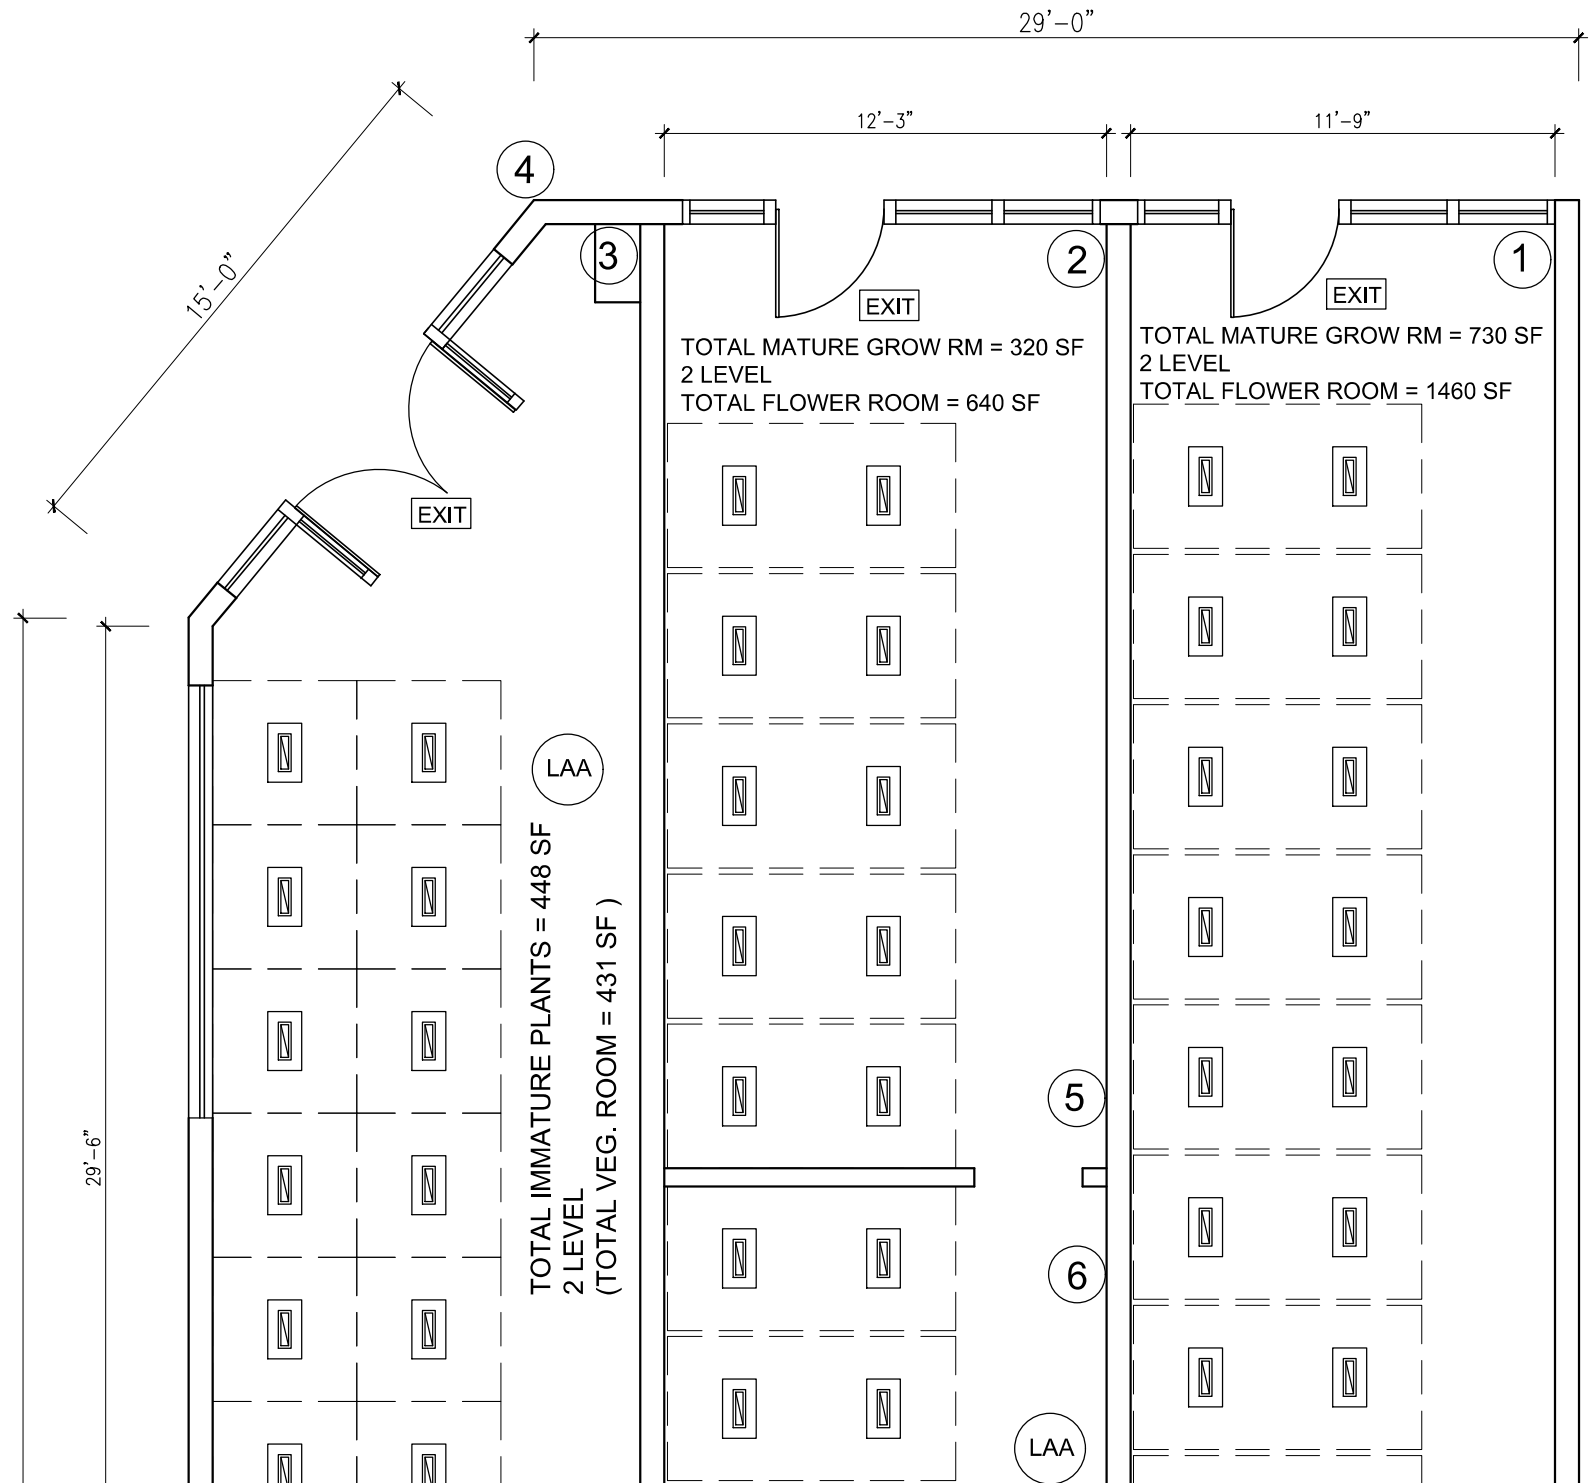 29'-0"
12'-3"
11'-9"
15'-0"
4
3
2
1
EXIT
EXIT
TOTAL MATURE GROW RM = 320 SF
2 LEVEL
TOTAL FLOWER ROOM = 640 SF
TOTAL MATURE GROW RM = 730 SF
2 LEVEL
TOTAL FLOWER ROOM = 1460 SF
EXIT
LAA
TOTAL IMMATURE PLANTS = 448 SF
2 LEVEL
(TOTAL VEG. ROOM = 431 SF )
29'-6"
5
6
LAA